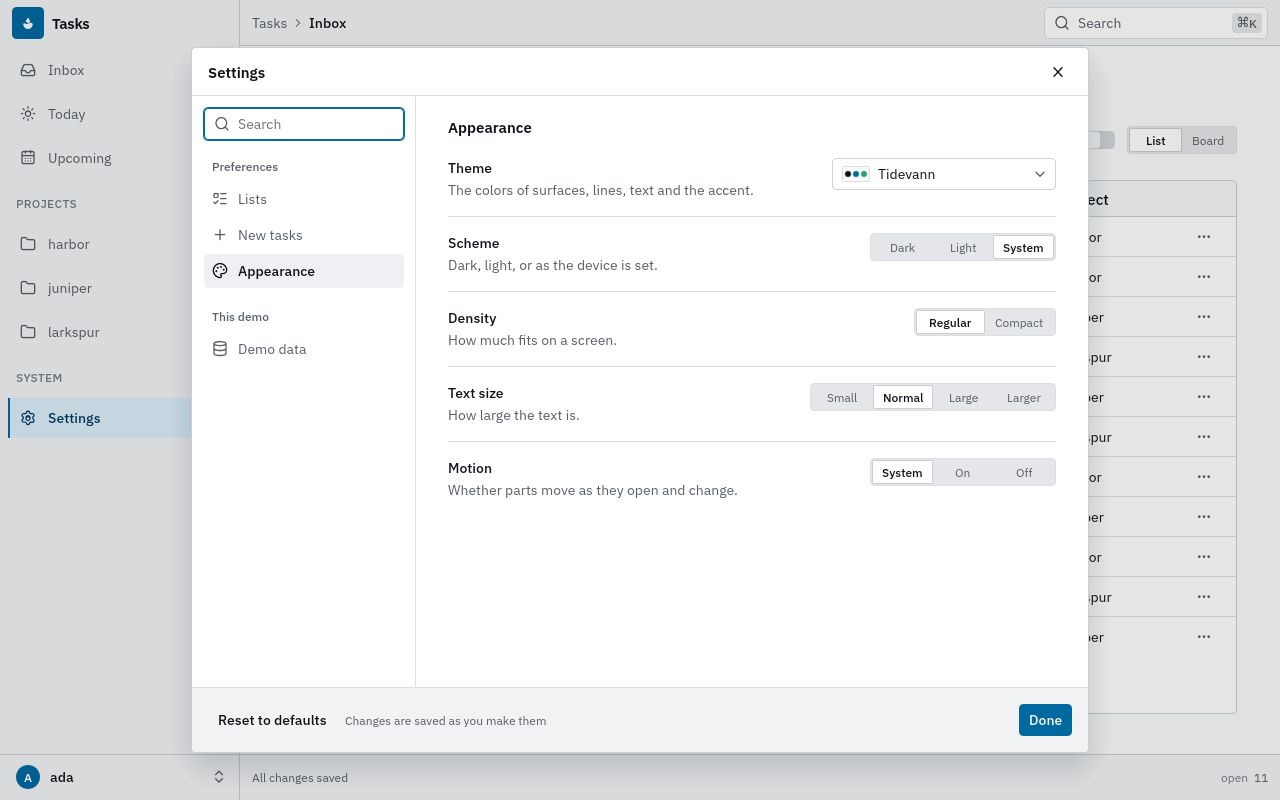 Tasks
Tasks > Inbox
Search
⌘K
Inbox
Today
Upcoming
PROJECTS
harbor
juniper
larkspur
SYSTEM
Settings
A
ada
Settings
Search
Preferences
Lists
New tasks
Appearance
This demo
Demo data
Appearance
Theme
The colors of surfaces, lines, text and the accent.
Tidevann
Scheme
Dark, light, or as the device is set.
Dark Light System
Density
How much fits on a screen.
Regular Compact
Text size
How large the text is.
Small Normal Large Larger
Motion
Whether parts move as they open and change.
System On Off
Reset to defaults
Changes are saved as you make them
Done
List Board
All changes saved
open 11